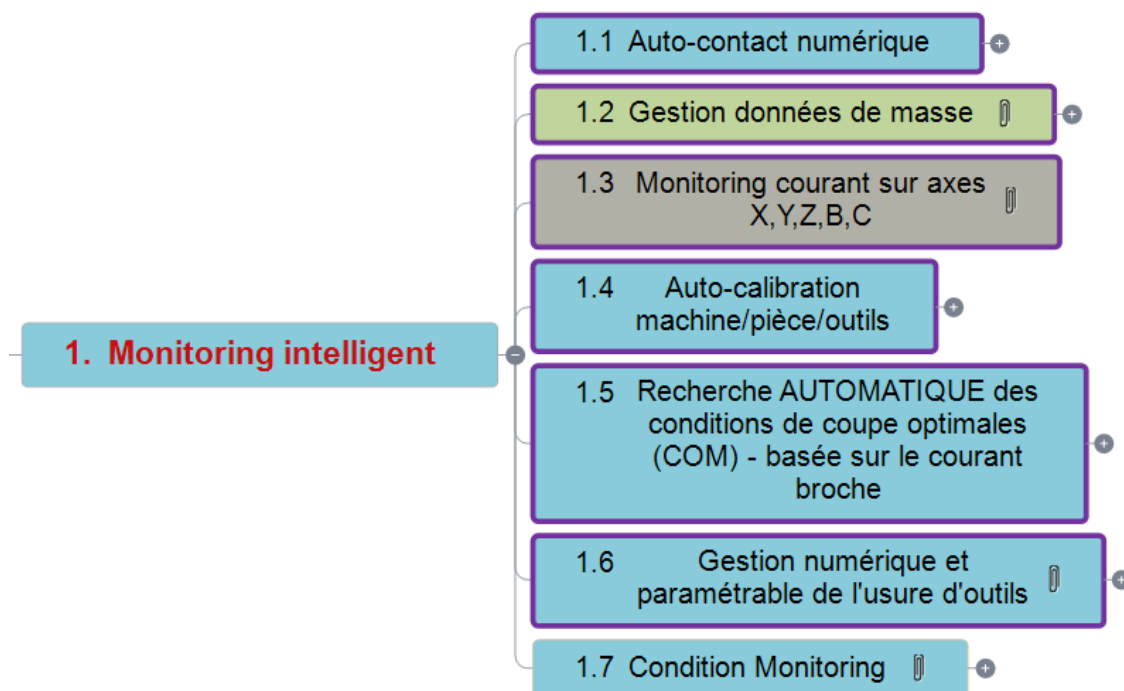 1.1 Auto-contact numérique
1.2 Gestion données de masse
1.3 Monitoring courant sur axes
X,Y,Z,B,C
1.4 Auto-calibration
machine/pièce/outils
1. Monitoring intelligent
1.5 Recherche AUTOMATIQUE des
conditions de coupe optimales
(COM) - basée sur le courant
broche
1.6 Gestion numérique et
paramétrable de l'usure d'outils
1.7 Condition Monitoring